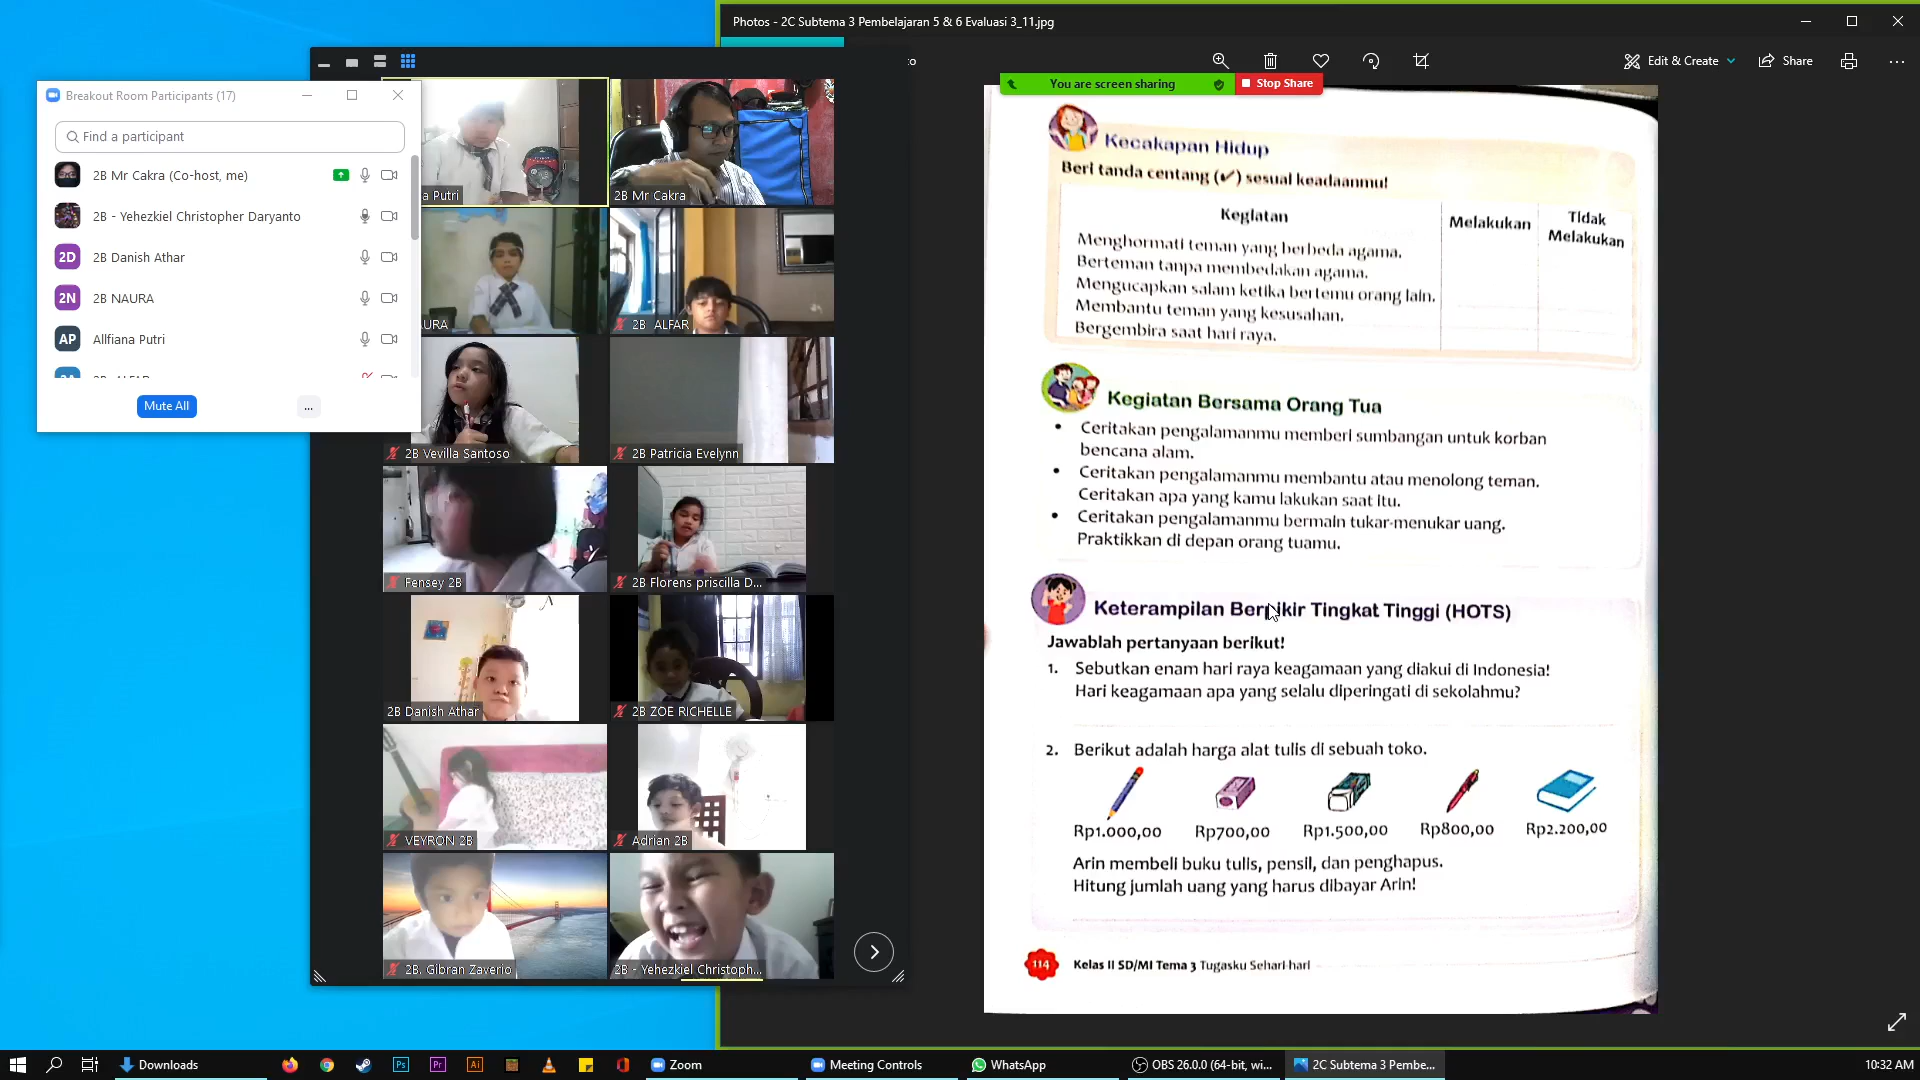 Photos - 2C Subtema 3 Pembelajaran 5 & 6 Evaluasi 3_11.jpg
Edit & Create
Share
You are screen sharing
Stop Share
Breakout Room Participants (17)
Find a participant
2B Mr Cakra (Co-host, me)
2B - Yehezkiel Christopher Daryanto
2D
2B Danish Athar
2N
2B NAURA
AP
Allfiana Putri
Mute All
...
a Putri
2B Mr Cakra
URA
2B ALFAR
2B Vevilla Santoso
2B Patricia Evelynn
Fensey 2B
2B Florens priscilla D...
2B Danish Athar
2B ZOE RICHELLE
VEYRON 2B
Adrian 2B
2B. Gibran Zaverio
2B - Yehezkiel Christoph...
Kecakapan Hidup
Beri tanda centang (✔) sesuai keadaanmu!
Kegiatan
Melakukan
Tidak
Melakukan
Menghormati teman yang berbeda agama.
Berteman tanpa membedakan agama.
Mengucapkan salam ketika bertemu orang lain.
Membantu teman yang kesusahan.
Bergembira saat hari raya.
Kegiatan Bersama Orang Tua
• Ceritakan pengalamanmu memberi sumbangan untuk korban
bencana alam.
• Ceritakan pengalamanmu membantu atau menolong teman.
Ceritakan apa yang kamu lakukan saat itu.
• Ceritakan pengalamanmu bermain tukar-menukar uang.
Praktikkan di depan orang tuamu.
Keterampilan Berpikir Tingkat Tinggi (HOTS)
Jawablah pertanyaan berikut!
1. Sebutkan enam hari raya keagamaan yang diakui di Indonesia!
Hari keagamaan apa yang selalu diperingati di sekolahmu?
2. Berikut adalah harga alat tulis di sebuah toko.
Rp1.000,00 Rp700,00 Rp1.500,00 Rp800,00 Rp2.200,00
Arin membeli buku tulis, pensil, dan penghapus.
Hitung jumlah uang yang harus dibayar Arin!
114
Kelas II SD/MI Tema 3 Tugasku Sehari-hari
Downloads
Ps
Pr
Ai
Zoom
Meeting Controls
WhatsApp
OBS 26.0.0 (64-bit, wi...
2C Subtema 3 Pembe...
10:32 AM